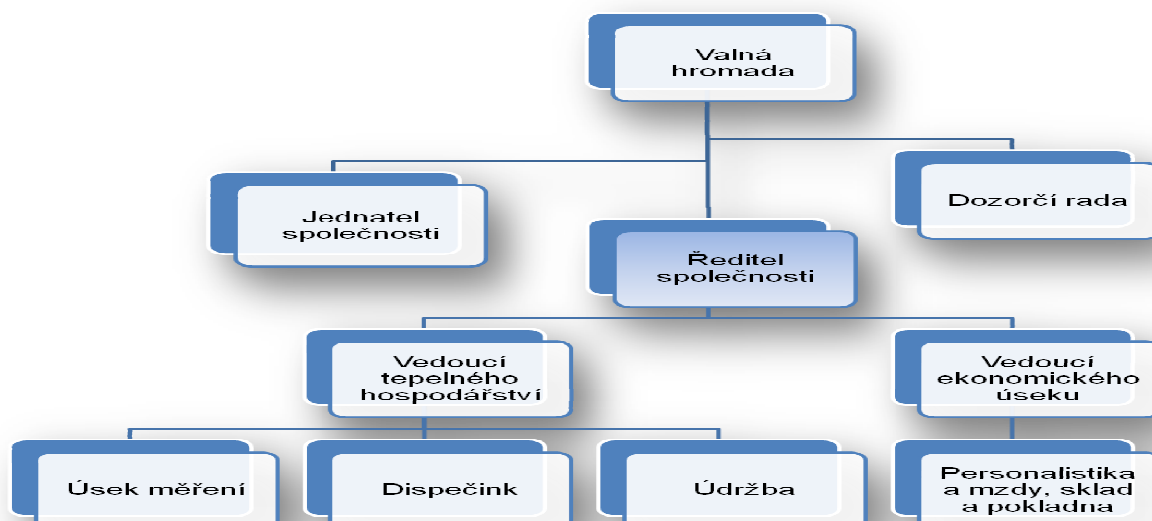 Valná
hromada
Jednatel
společnosti
Dozorčí rada
Ředitel
společnosti
Vedoucí
tepelného
hospodářství
Vedoucí
ekonomického
úseku
Úsek měření
Dispečink
Údržba
Personalistika
a mzdy, sklad
a pokladna